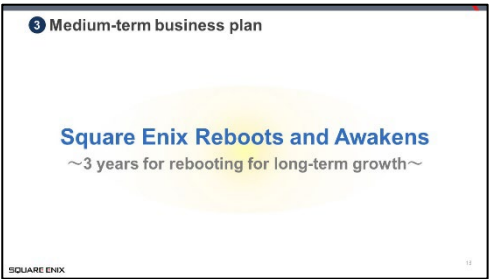 3 Medium-term business plan
Square Enix Reboots and Awakens
～3 years for rebooting for long-term growth～
SQUARE ENIX